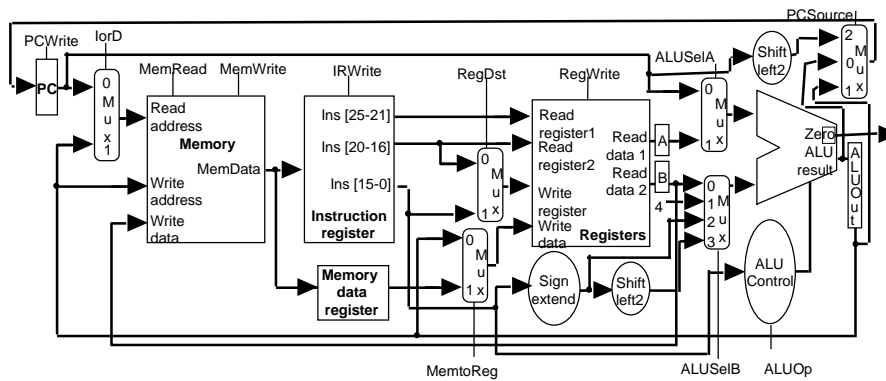 PCSource
IorD
PCWrite
ALUSelA
Shift
left2
2
M
0
u
1
x
MemRead
MemWrite
IRWrite
RegDst
RegWrite
PC
0
M
u
x
1
Read
address
Memory
MemData
Write
address
Write
data
Ins [25-21]
Ins [20-16]
Ins [15-0]
Instruction
register
0
M
u
1
x
Read
register1
Read
register2
Write
register
Write
data
Read
data 1
Read
data 2
Registers
A
B
4
0
M
u
1
x
0
1
M
2
u
x
3
Zero
ALU
result
ALUOut
0
M
u
1
x
Memory
data
register
Sign
extend
Shift
left2
ALU
Control
MemtoReg
ALUSelB
ALUOp